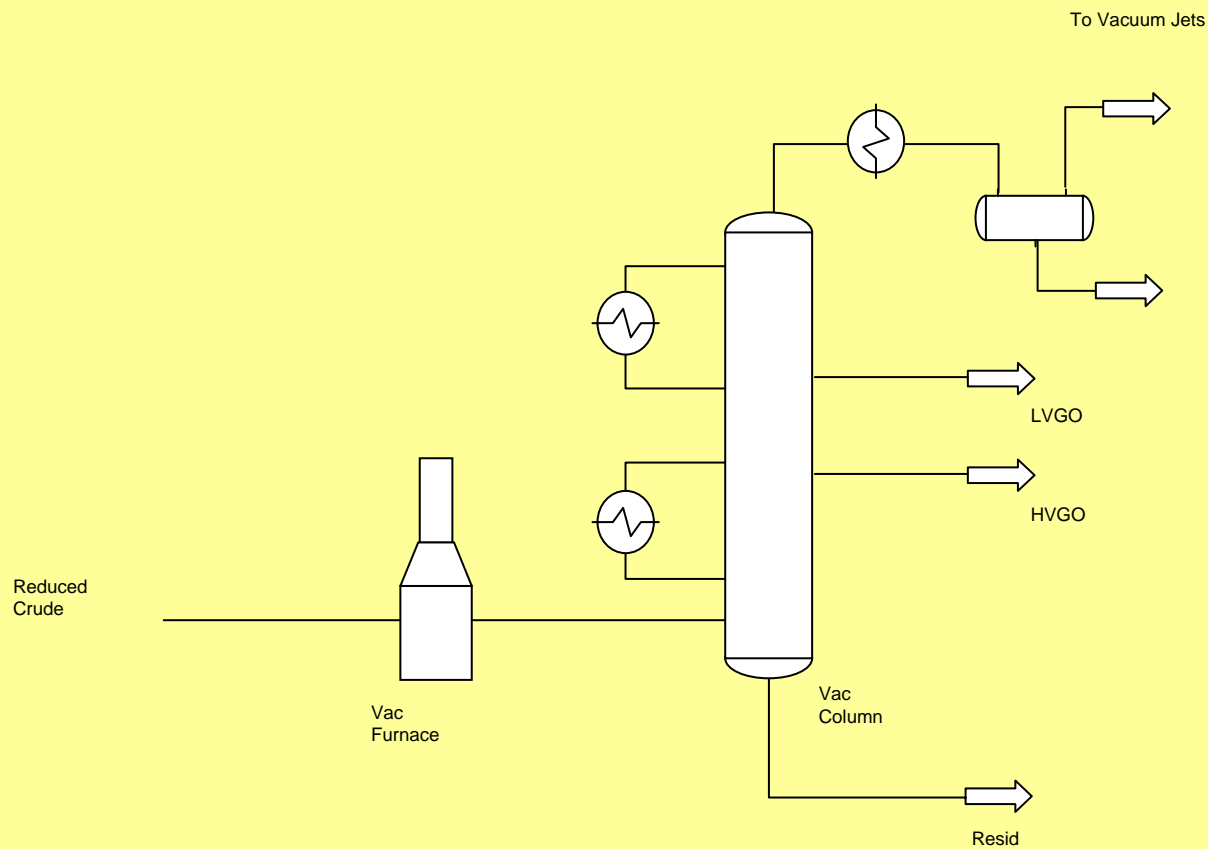 To Vacuum Jets
LVGO
HVGO
Reduced
Crude
Vac
Furnace
Vac
Column
Resid